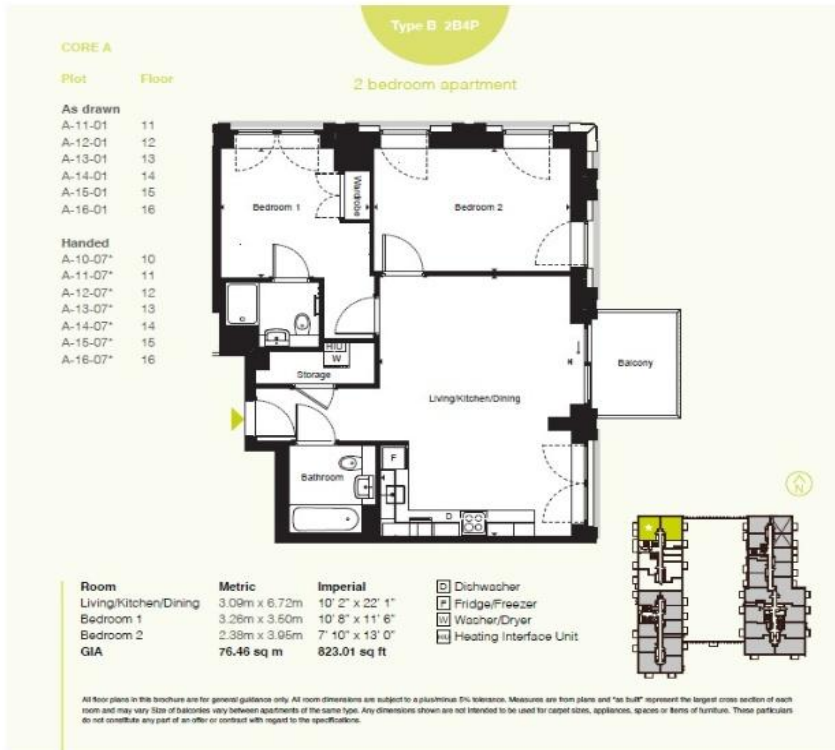 Type B 2B4P
2 bedroom apartment
CORE A
Plot Floor
As drawn
A-11-01 11
A-12-01 12
A-13-01 13
A-14-01 14
A-15-01 15
A-16-01 16
Handed
A-10-07* 10
A-11-07* 11
A-12-07* 12
A-13-07* 13
A-14-07* 14
A-15-07* 15
A-16-07* 16
Bedroom 1
Wardrobe
Bedroom 2
HIU
W
Storage
Balcony
Living/Kitchen/Dining
F
Bathroom
D
N
Room Metric Imperial
Living/Kitchen/Dining 3.09m x 6.72m 10' 2" x 22' 1"
Bedroom 1 3.26m x 3.50m 10' 8" x 11' 6"
Bedroom 2 2.38m x 3.95m 7' 10" x 13' 0"
GIA 76.46 sq m 823.01 sq ft
D Dishwasher
F Fridge/Freezer
W Washer/Dryer
HIU Heating Interface Unit
All floor plans in this brochure are for general guidance only. All room dimensions are subject to a plus/minus 5% tolerance. Measures are from plans and "as built" represent the largest cross section of each
room and may vary Size of balconies vary between apartments of the same type. Any dimensions shown are not intended to be used for carpet sizes, appliances, spaces or items of furniture. These particulars
do not constitute any part of an offer or contract with regard to the specifications.